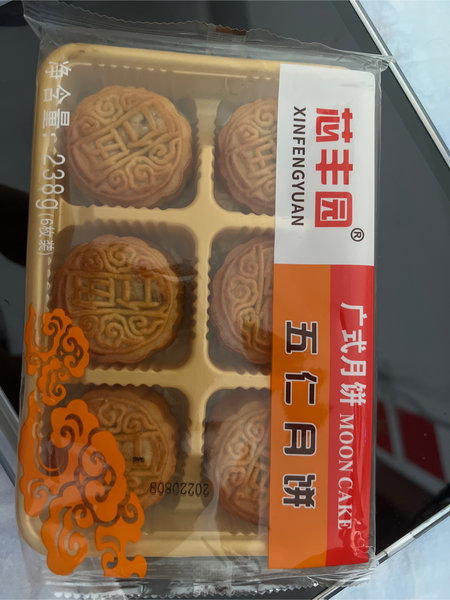 芯丰园®
XINFENGYUAN
广式月饼 MOON CAKE
五仁月饼
净含量：238g(6枚装)
20220808